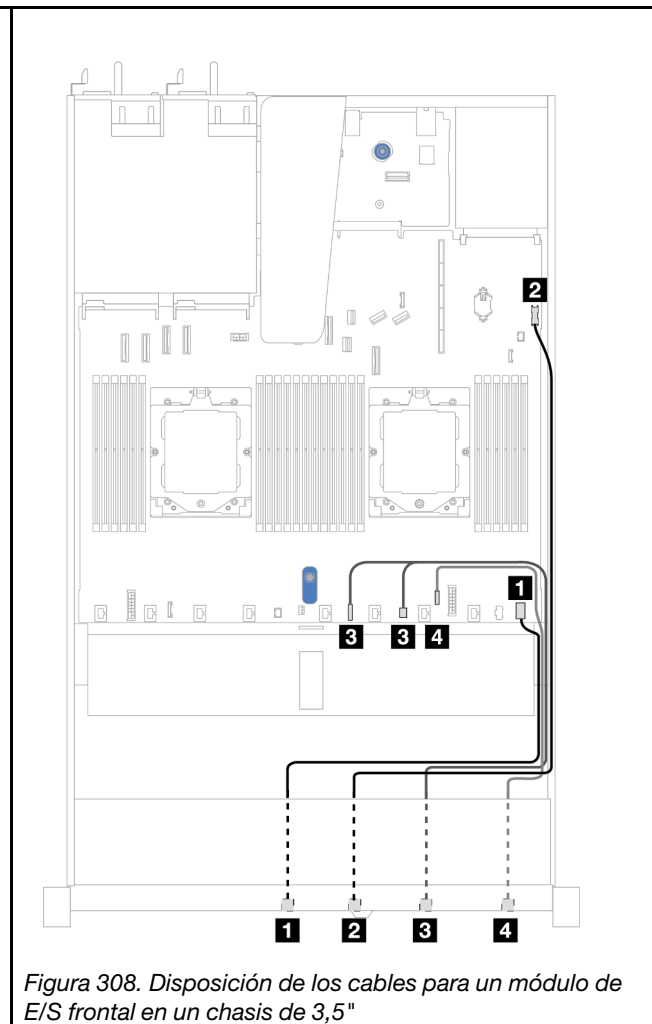 2
1
3 3 4
1 2 3 4
Figura 308. Disposición de los cables para un módulo de
E/S frontal en un chasis de 3,5"